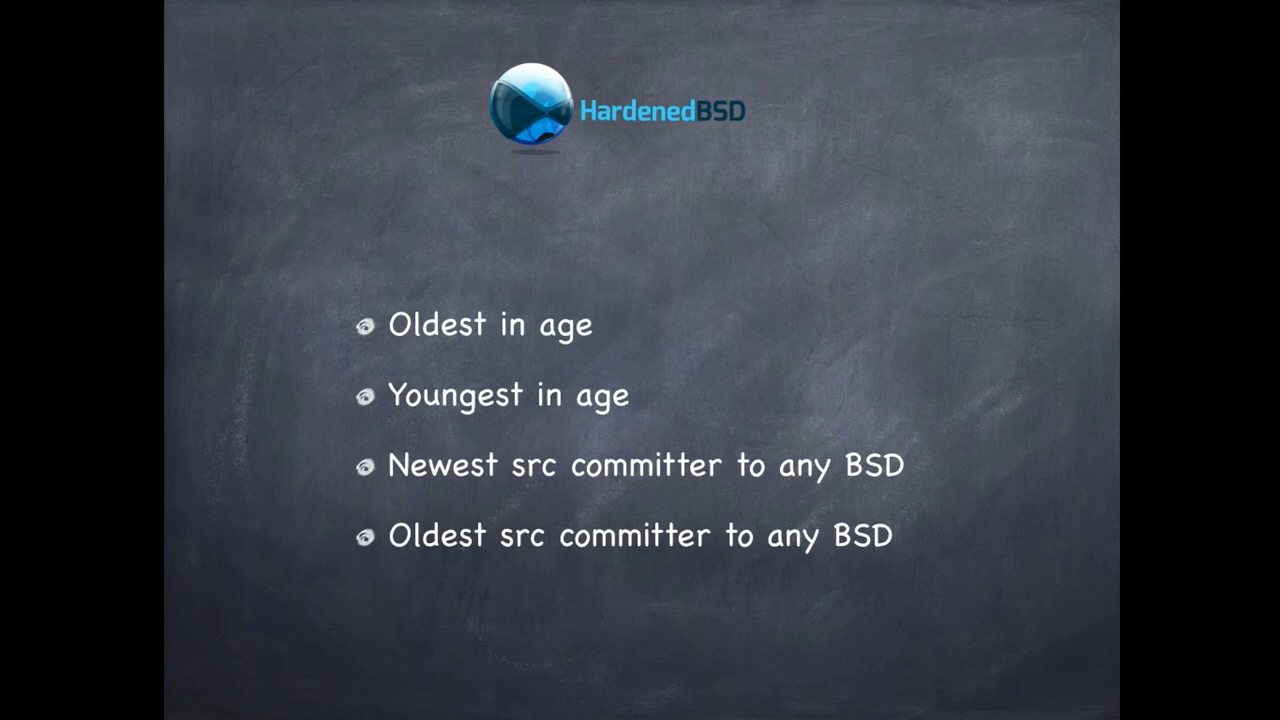 HardenedBSD
Oldest in age
Youngest in age
Newest src committer to any BSD
Oldest src committer to any BSD